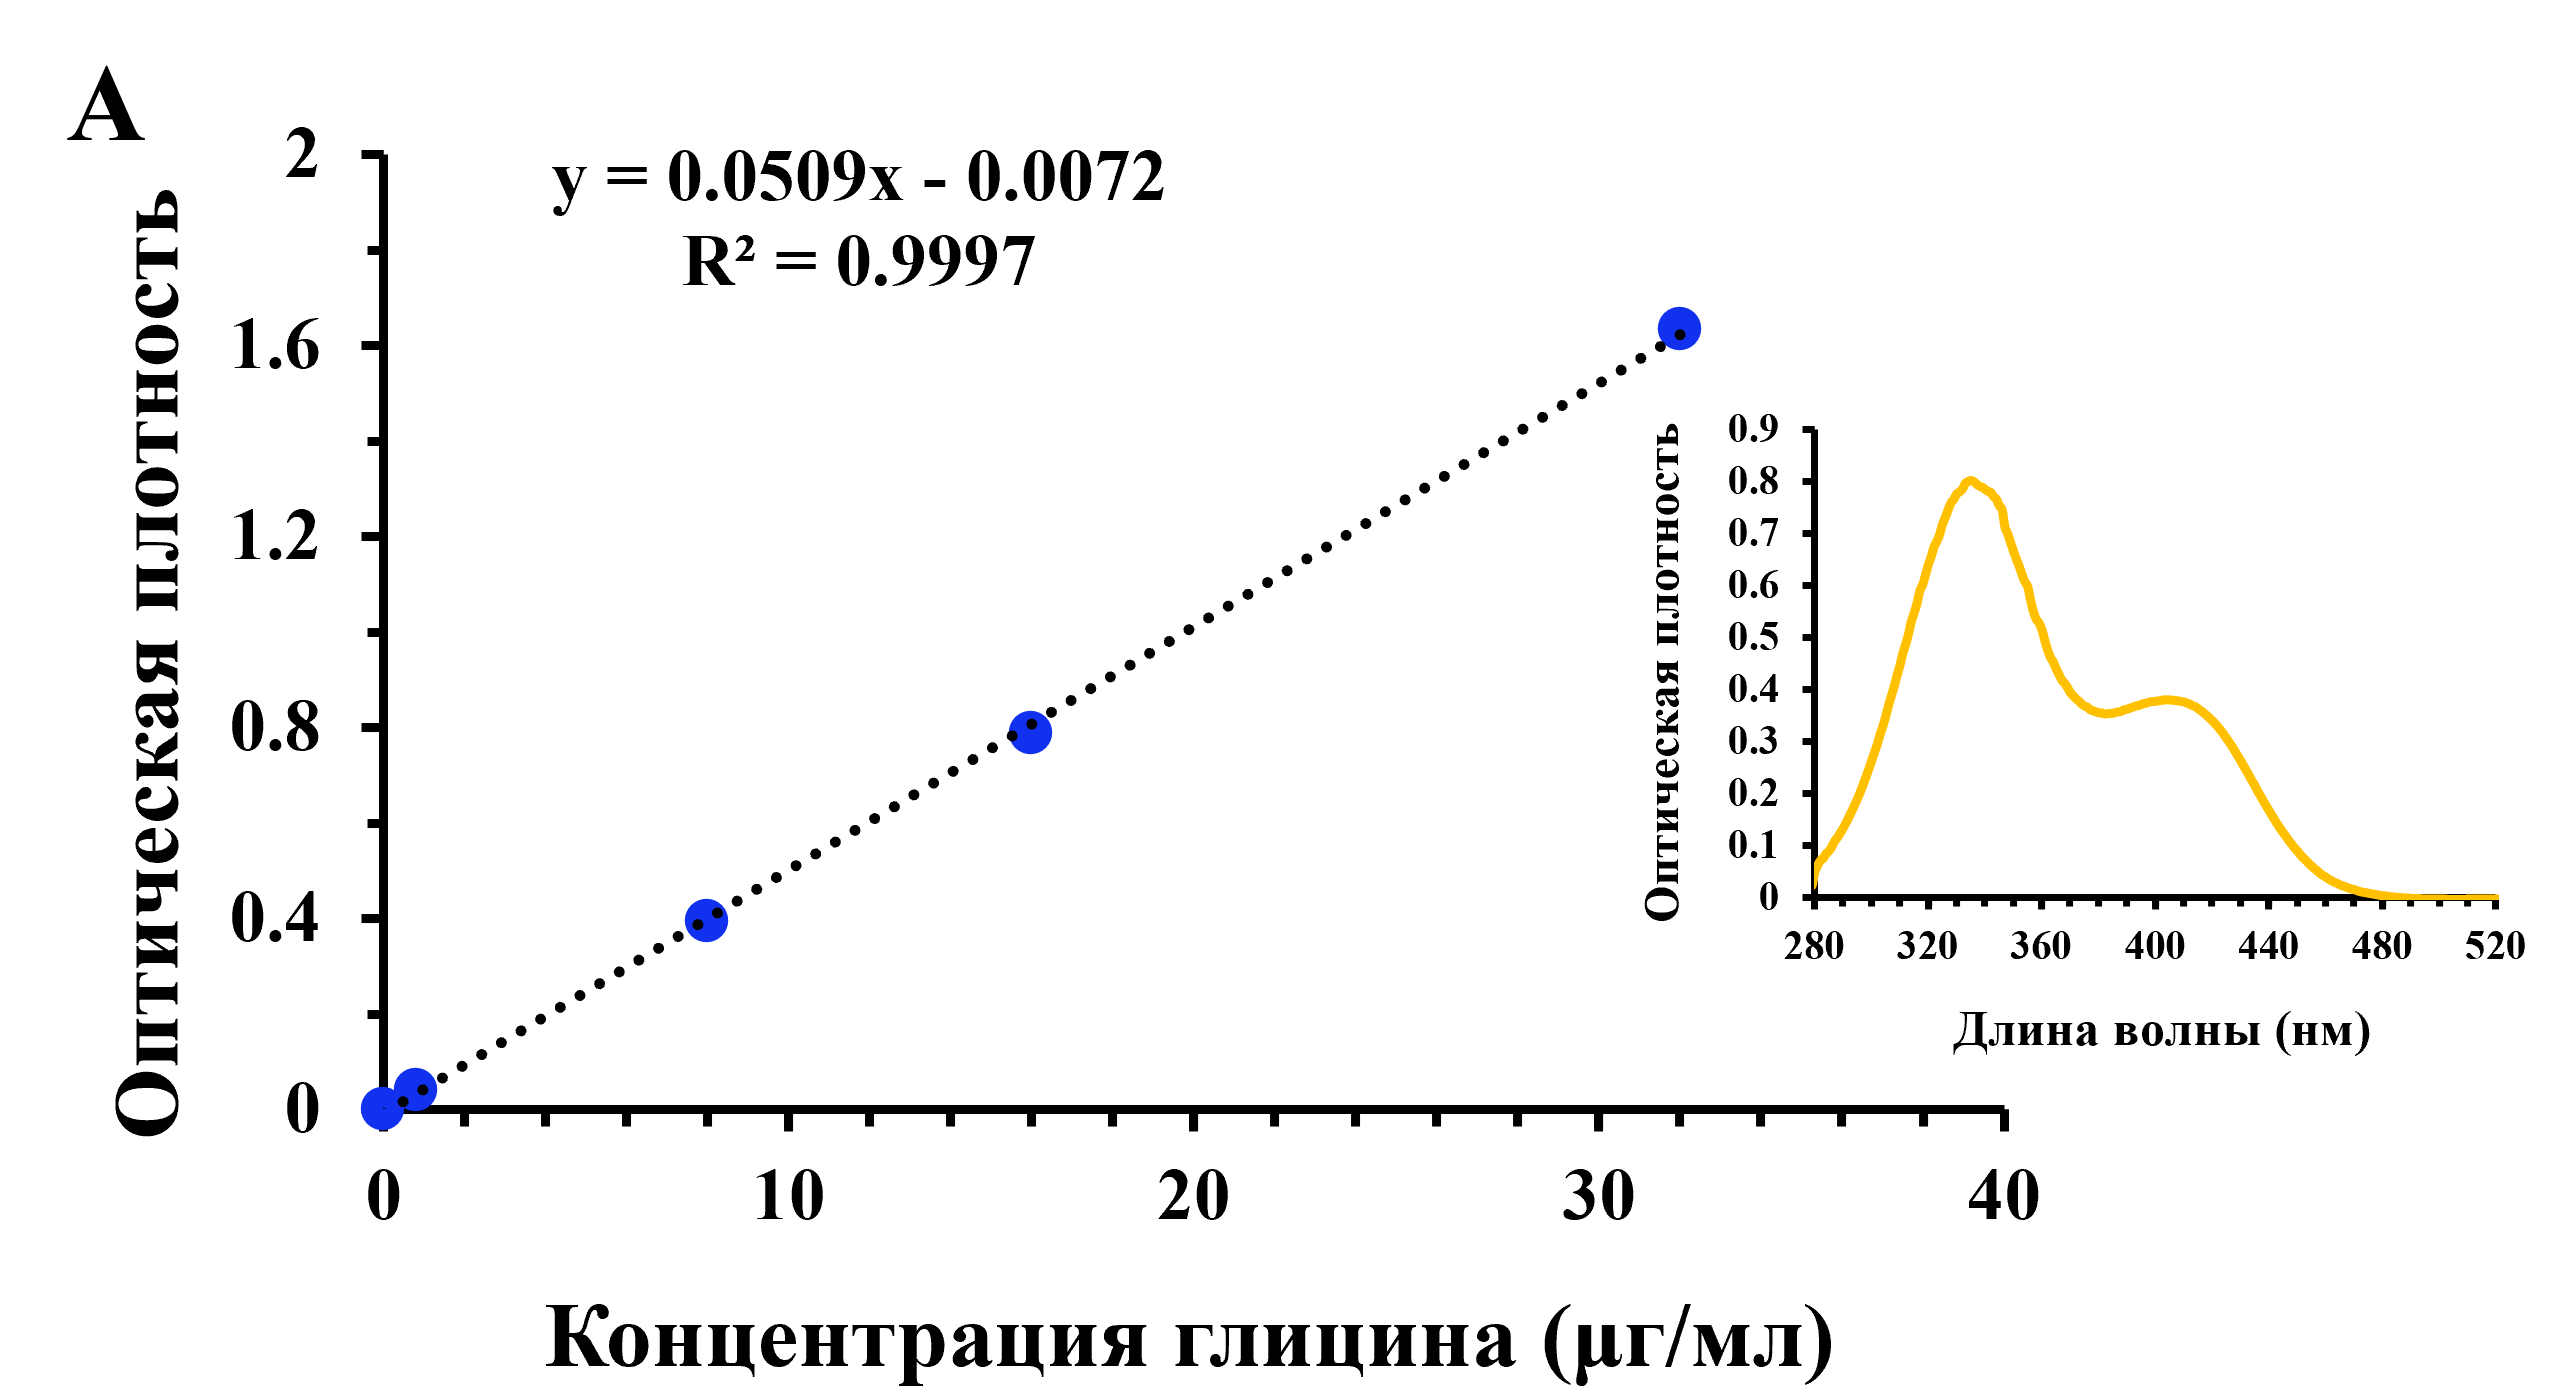 А
y = 0.0509x - 0.0072
R² = 0.9997
Оптическая плотность
2
1.6
1.2
0.8
0.4
0
0 10 20 30 40
Концентрация глицина (μг/мл)
Оптическая плотность
0.9
0.8
0.7
0.6
0.5
0.4
0.3
0.2
0.1
0
280 320 360 400 440 480 520
Длина волны (нм)